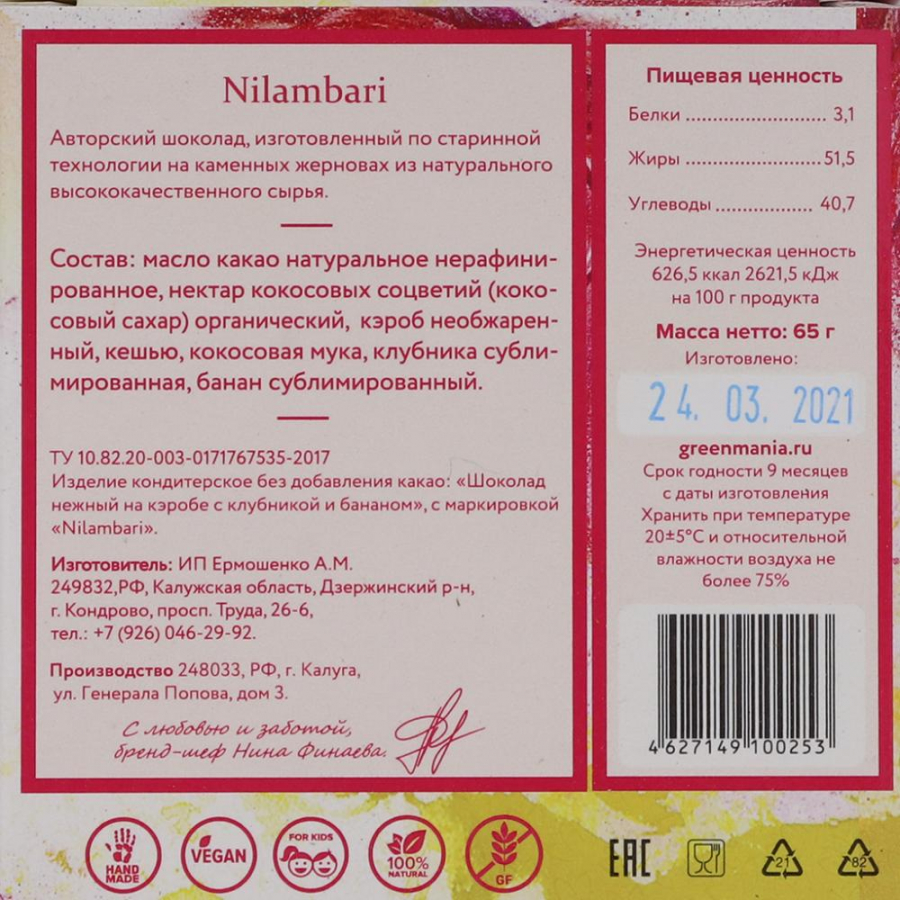 Nilambari
Авторский шоколад, изготовленный по старинной
технологии на каменных жерновах из натурального
высококачественного сырья.
Состав: масло какао натуральное нерафини-
рованное, нектар кокосовых соцветий (коко-
совый сахар) органический, кэроб необжарен-
ный, кешью, кокосовая мука, клубника субли-
мированная, банан сублимированный.
ТУ 10.82.20-003-0171767535-2017
Изделие кондитерское без добавления какао: «Шоколад
нежный на кэробе с клубникой и бананом», с маркировкой
«Nilambari».
Изготовитель: ИП Ермошенко А.М.
249832,РФ, Калужская область, Дзержинский р-н,
г. Кондрово, просп. Труда, 26-6,
тел.: +7 (926) 046-29-92.
Производство 248033, РФ, г. Калуга,
ул. Генерала Попова, дом 3.
С любовью и заботой,
бренд-шеф Нина Финаева.
Пищевая ценность
Белки ........................... 3,1
Жиры ........................... 51,5
Углеводы ................... 40,7
Энергетическая ценность
626,5 ккал 2621,5 кДж
на 100 г продукта
Масса нетто: 65 г
Изготовлено:
24. 03. 2021
greenmania.ru
Срок годности 9 месяцев
с даты изготовления
Хранить при температуре
20±5°С и относительной
влажности воздуха не
более 75%
4 627149 100253
HAND
MADE
VEGAN
FOR KIDS
100%
NATURAL
GF
EAC
21
82